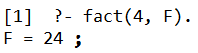 [1]  ?- fact(4, F).
F = 24 ;